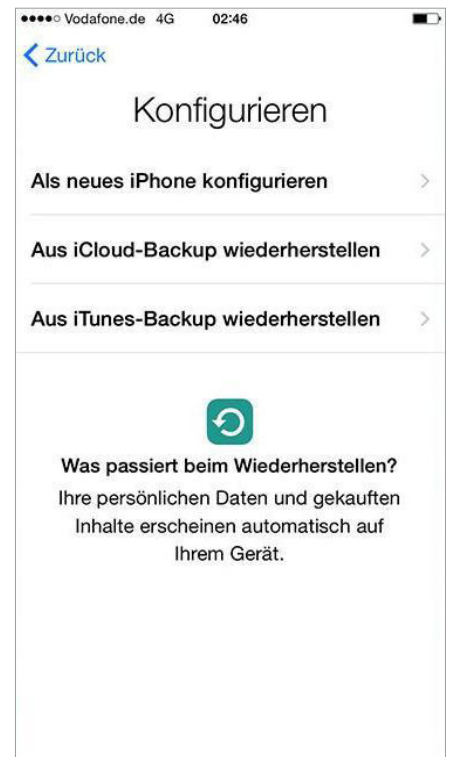 Vodafone.de 4G 02:46
Zurück
Konfigurieren
Als neues iPhone konfigurieren
Aus iCloud-Backup wiederherstellen
Aus iTunes-Backup wiederherstellen
Was passiert beim Wiederherstellen?
Ihre persönlichen Daten und gekauften
Inhalte erscheinen automatisch auf
Ihrem Gerät.